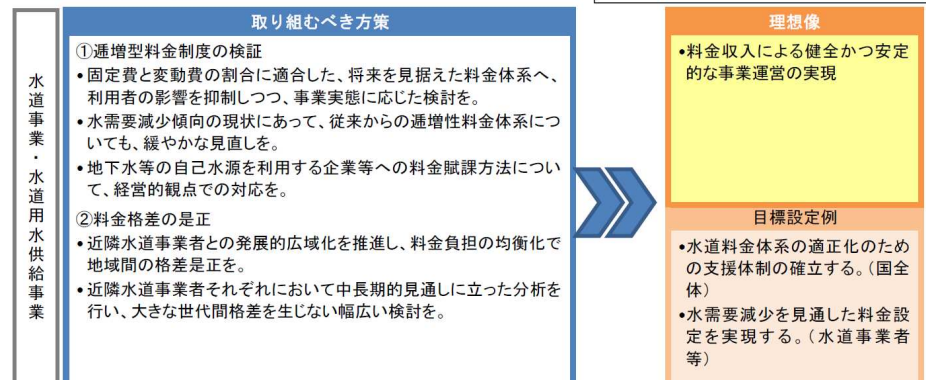 水道事業・水道用水供給事業
取り組むべき方策
①逓増型料金制度の検証
•固定費と変動費の割合に適合した、将来を見据えた料金体系へ、
利用者の影響を抑制しつつ、事業実態に応じた検討を。
•水需要減少傾向の現状にあって、従来からの逓増性料金体系につ
いても、緩やかな見直しを。
•地下水等の自己水源を利用する企業等への料金賦課方法につい
て、経営的観点での対応を。
②料金格差の是正
•近隣水道事業者との発展的広域化を推進し、料金負担の均衡化で
地域間の格差是正を。
•近隣水道事業者それぞれにおいて中長期的見通しに立った分析を
行い、大きな世代間格差を生じない幅広い検討を。
理想像
•料金収入による健全かつ安定
的な事業運営の実現
目標設定例
•水道料金体系の適正化のため
の支援体制の確立する。(国全
体)
•水需要減少を見通した料金設
定を実現する。(水道事業者
等)